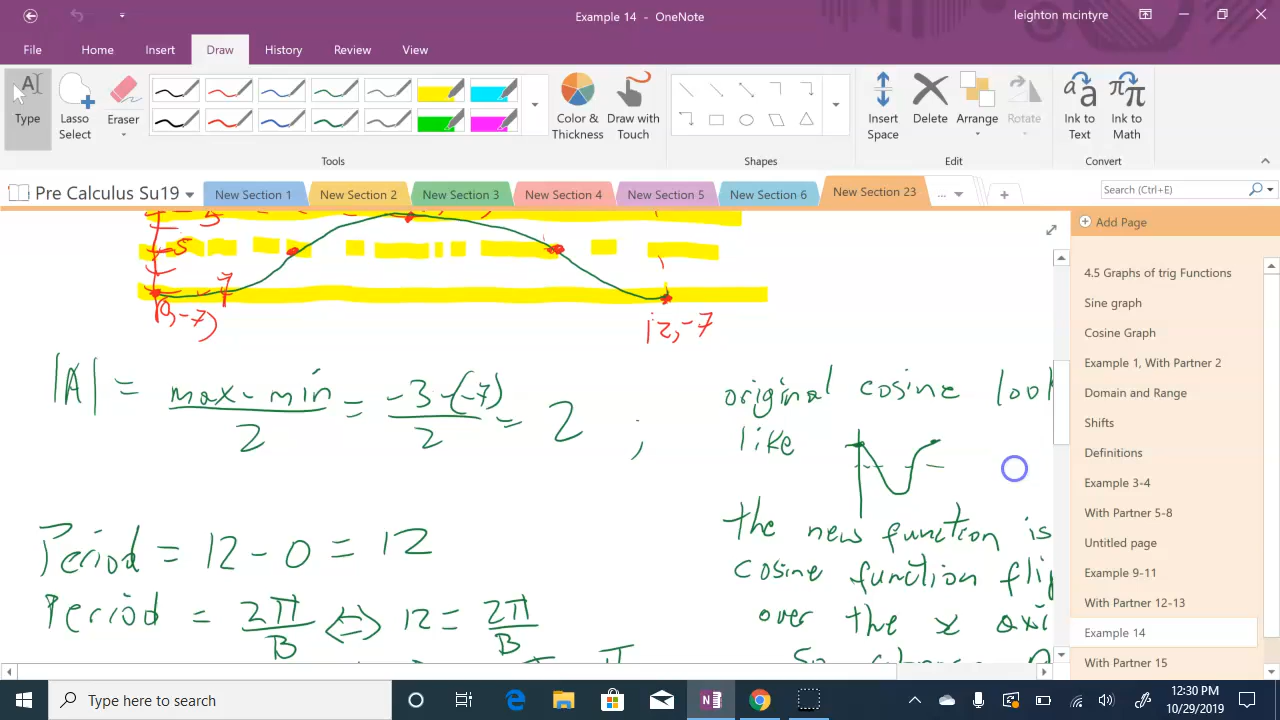 Example 14 - OneNote
leighton mcintyre
File Home Insert Draw History Review View
Type
Lasso Select
Eraser
Color & Thickness
Draw with Touch
Insert Space
Delete
Arrange
Rotate
Ink to Text
Ink to Math
Tools
Shapes
Edit
Convert
Pre Calculus Su19
New Section 1
New Section 2
New Section 3
New Section 4
New Section 5
New Section 6
New Section 23
...
Search (Ctrl+E)
Add Page
4.5 Graphs of trig Functions
Sine graph
Cosine Graph
Example 1, With Partner 2
Domain and Range
Shifts
Definitions
Example 3-4
With Partner 5-8
Untitled page
Example 9-11
With Partner 12-13
Example 14
With Partner 15
-3
-5
-7
(0,-7)
12,-7
|A| = max - min / 2 = -3 -(-7) / 2 = 2 ;
original cosine look
like
the new function is
cosine function flip
over the x axi
Period = 12 - 0 = 12
Period = 2π / B ⇔ 12 = 2π / B
π
Type here to search
12:30 PM
10/29/2019